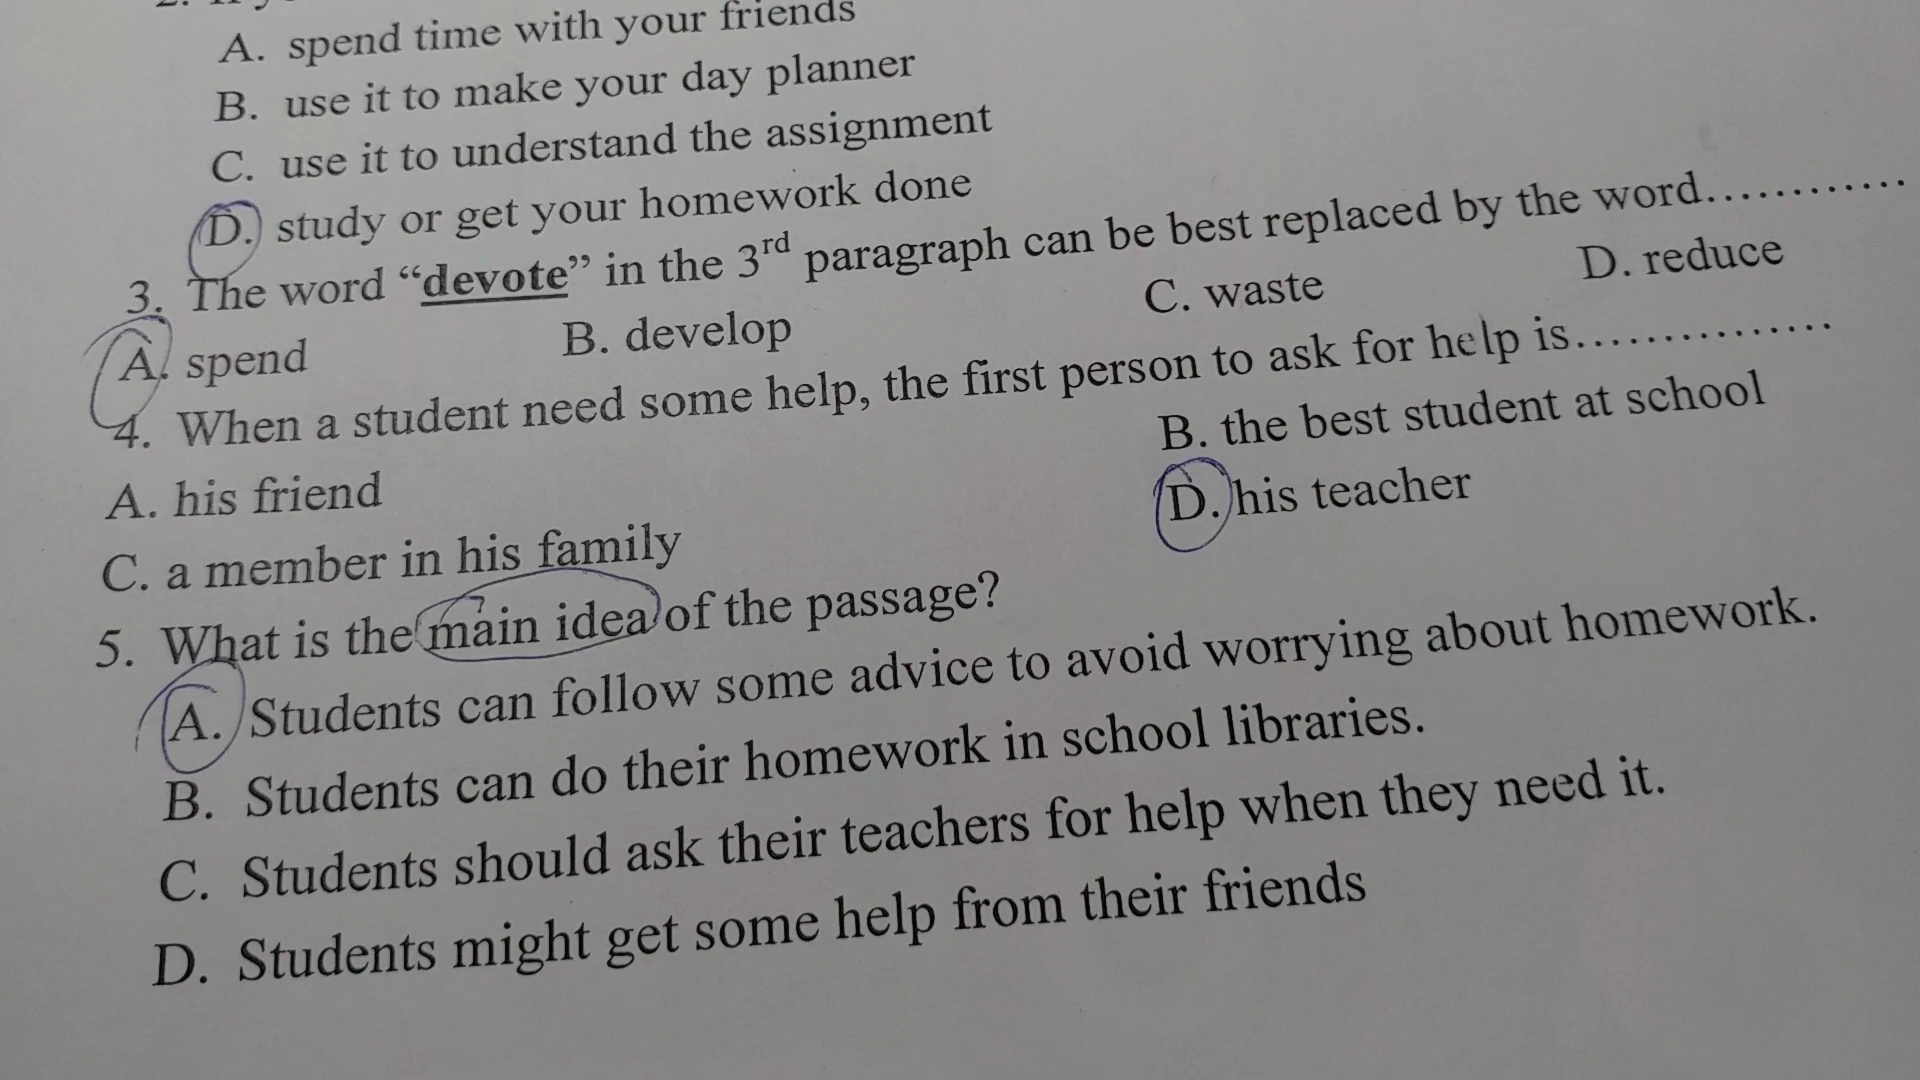 A. spend time with your friends
B. use it to make your day planner
C. use it to understand the assignment
D. study or get your homework done
3. The word “devote” in the 3rd paragraph can be best replaced by the word............
A. spend B. develop C. waste D. reduce
4. When a student need some help, the first person to ask for help is...............
A. his friend B. the best student at school
C. a member in his family D. his teacher
5. What is the main idea of the passage?
A. Students can follow some advice to avoid worrying about homework.
B. Students can do their homework in school libraries.
C. Students should ask their teachers for help when they need it.
D. Students might get some help from their friends